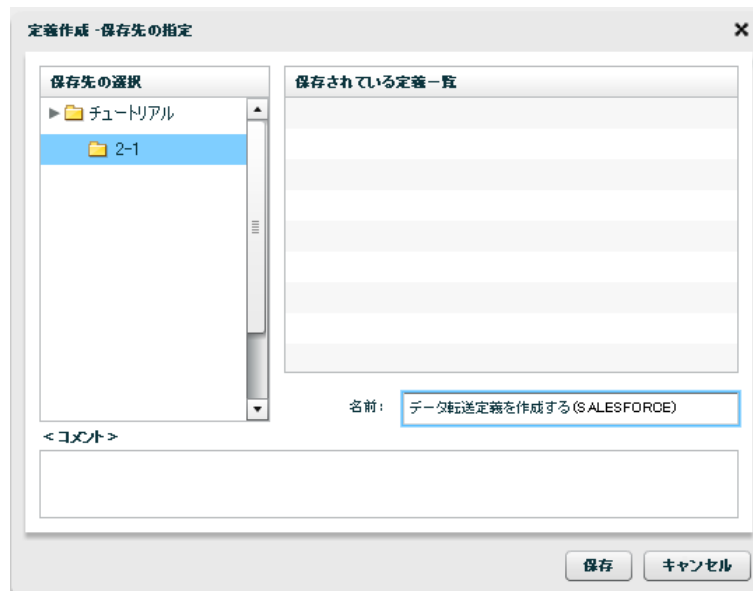 定義作成 -保存先の指定
保存先の選択
保存されている定義一覧
チュートリアル
2-1
名前:
データ転送定義を作成する(SALESFORCE)
<コメント>
保存
キャンセル